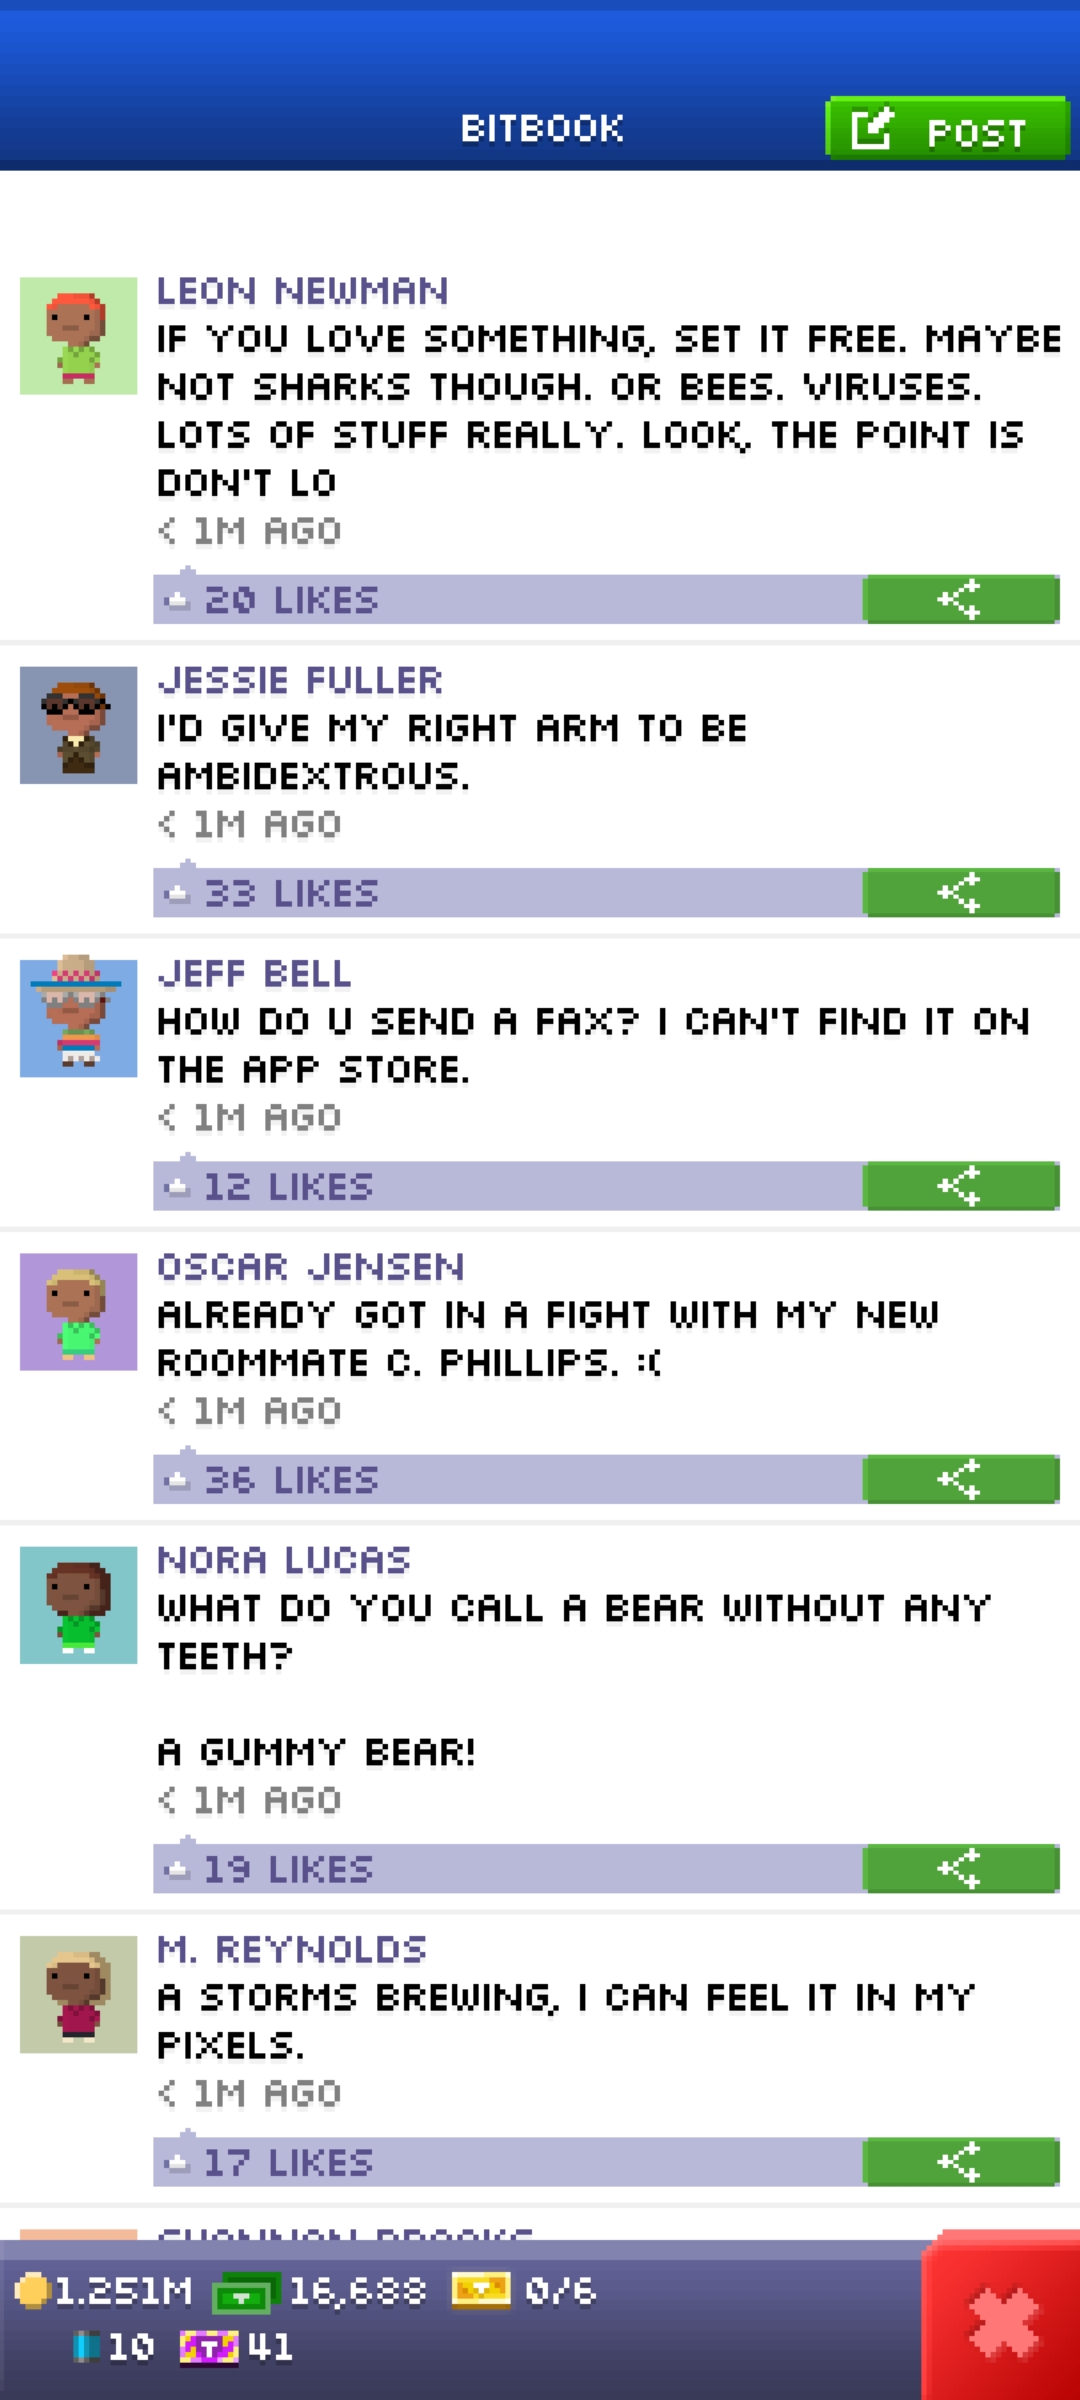 BITBOOK
POST
LEON NEWMAN
IF YOU LOVE SOMETHING, SET IT FREE. MAYBE
NOT SHARKS THOUGH. OR BEES. VIRUSES.
LOTS OF STUFF REALLY. LOOK, THE POINT IS
DON'T LO
< 1M AGO
20 LIKES
JESSIE FULLER
I'D GIVE MY RIGHT ARM TO BE
AMBIDEXTROUS.
< 1M AGO
33 LIKES
JEFF BELL
HOW DO U SEND A FAX? I CAN'T FIND IT ON
THE APP STORE.
< 1M AGO
12 LIKES
OSCAR JENSEN
ALREADY GOT IN A FIGHT WITH MY NEW
ROOMMATE C. PHILLIPS. :(
< 1M AGO
36 LIKES
NORA LUCAS
WHAT DO YOU CALL A BEAR WITHOUT ANY
TEETH?
A GUMMY BEAR!
< 1M AGO
19 LIKES
M. REYNOLDS
A STORMS BREWING, I CAN FEEL IT IN MY
PIXELS.
< 1M AGO
17 LIKES
1.251M 16,688 0/6
10 41